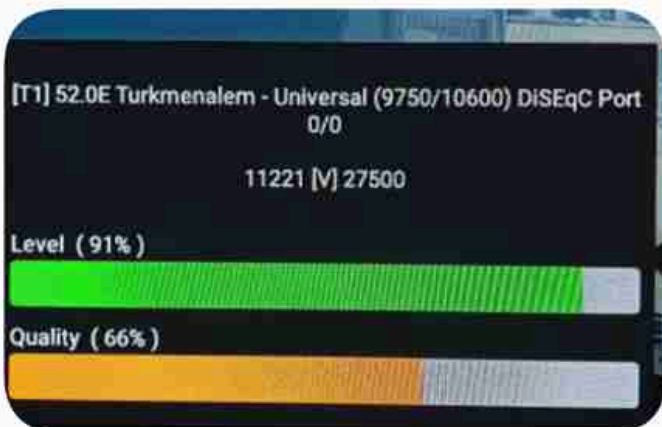 [T1] 52.0E Turkmenalem - Universal (9750/10600) DiSEqC Port
0/0
11221 [V] 27500
Level ( 91% )
Quality ( 66% )